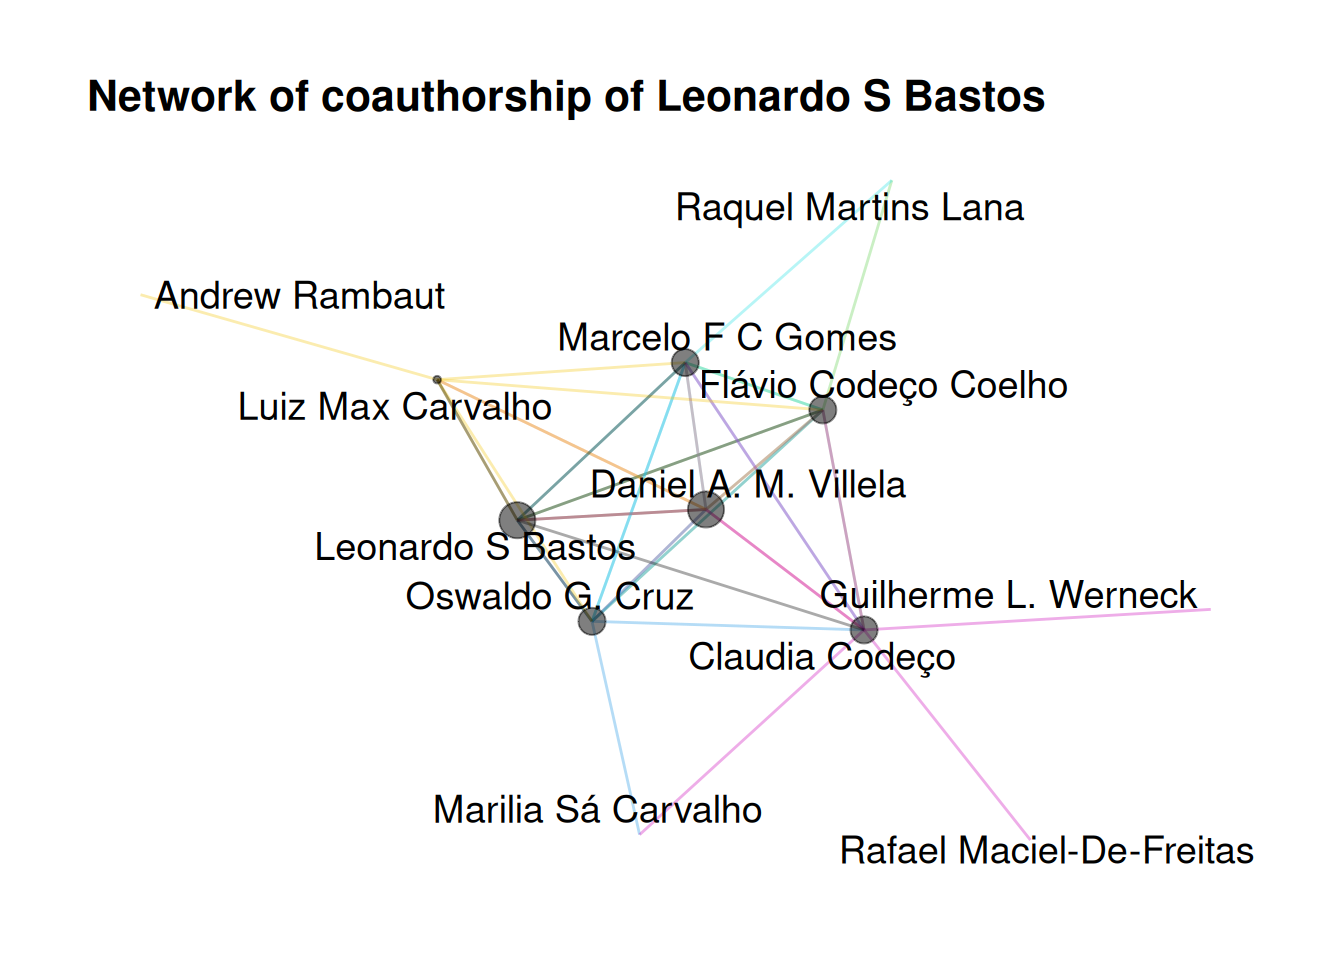 Network of coauthorship of Leonardo S Bastos
Raquel Martins Lana
Andrew Rambaut
Marcelo F C Gomes
Flávio Codeço Coelho
Luiz Max Carvalho
Daniel A. M. Villela
Leonardo S Bastos
Oswaldo G. Cruz
Guilherme L. Werneck
Claudia Codeço
Marilia Sá Carvalho
Rafael Maciel-De-Freitas